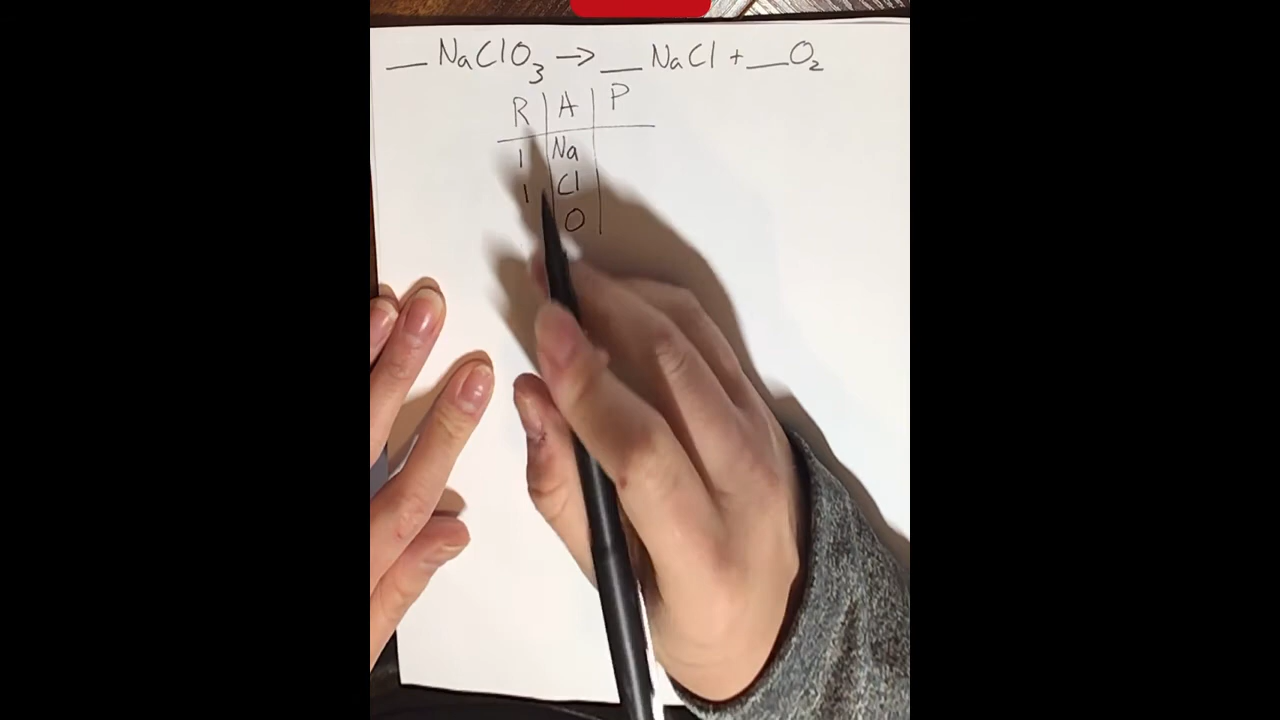 __ NaClO3 → __ NaCl + __ O2
R | A | P
1 | Na |
1 | Cl |
| O |